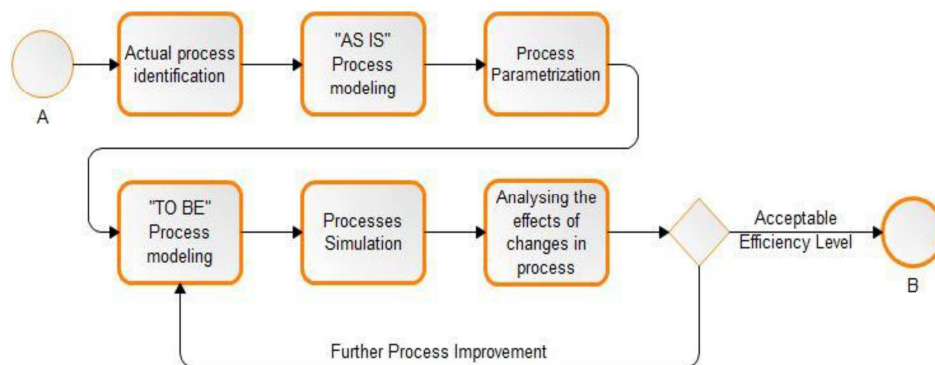 Actual process
identification
"AS IS"
Process
modeling
Process
Parametrization
A
"TO BE"
Process
modeling
Processes
Simulation
Analysing the
effects of
changes in
process
Acceptable
Efficiency Level
B
Further Process Improvement